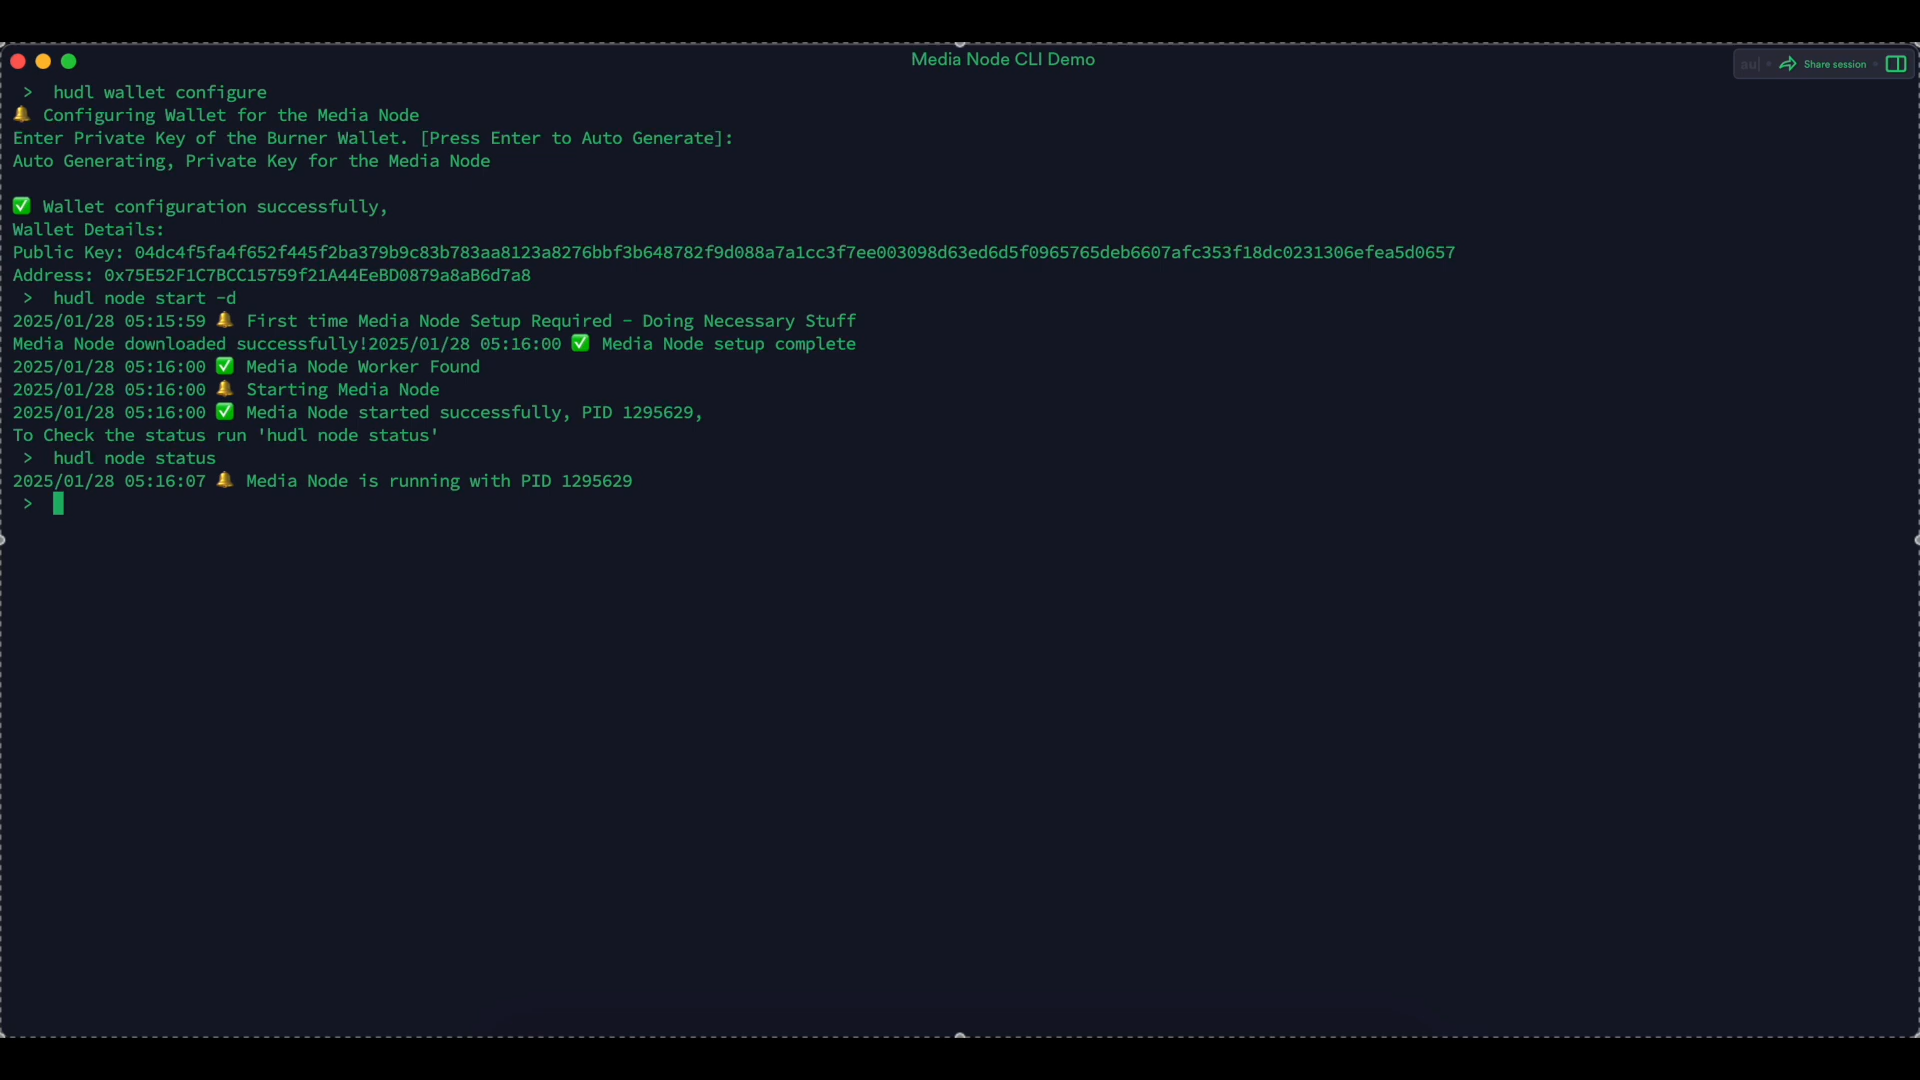 Media Node CLI Demo
au
Share session
> hudl wallet configure
🔔 Configuring Wallet for the Media Node
Enter Private Key of the Burner Wallet. [Press Enter to Auto Generate]:
Auto Generating, Private Key for the Media Node
✅ Wallet configuration successfully,
Wallet Details:
Public Key: 04dc4f5fa4f652f445f2ba379b9c83b783aa8123a8276bbf3b648782f9d088a7a1cc3f7ee003098d63ed6d5f0965765deb6607afc353f18dc0231306efea5d0657
Address: 0x75E52F1C7BCC15759f21A44EeBD0879a8aB6d7a8
> hudl node start -d
2025/01/28 05:15:59 🔔 First time Media Node Setup Required - Doing Necessary Stuff
Media Node downloaded successfully!2025/01/28 05:16:00 ✅ Media Node setup complete
2025/01/28 05:16:00 ✅ Media Node Worker Found
2025/01/28 05:16:00 🔔 Starting Media Node
2025/01/28 05:16:00 ✅ Media Node started successfully, PID 1295629,
To Check the status run 'hudl node status'
> hudl node status
2025/01/28 05:16:07 🔔 Media Node is running with PID 1295629
>